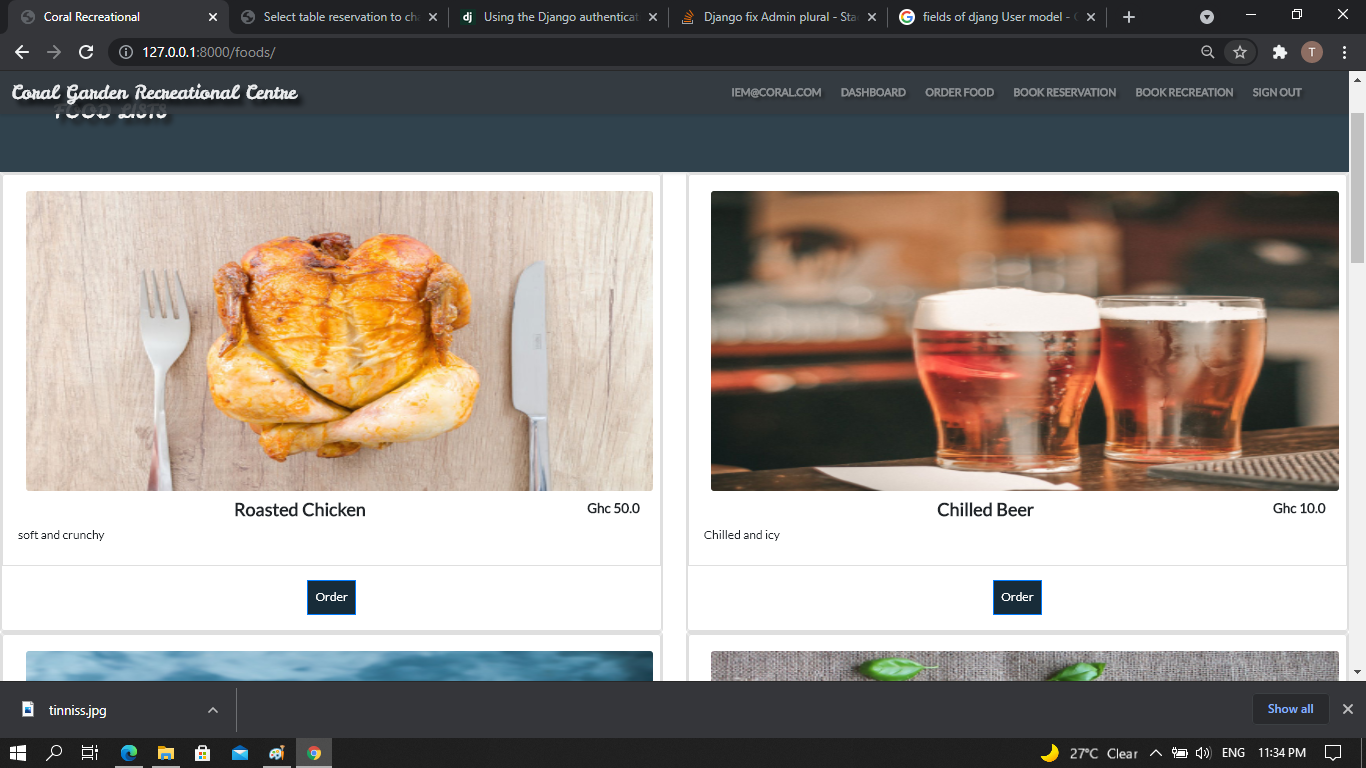 Coral Recreational
Select table reservation to ch
Using the Django authenticat
Django fix Admin plural - Sta
fields of djang User model -
127.0.0.1:8000/foods/
T
Coral Garden Recreational Centre
IEM@CORAL.COM DASHBOARD ORDER FOOD BOOK RESERVATION BOOK RECREATION SIGN OUT
FOOD LISTS
Roasted Chicken
Ghc 50.0
soft and crunchy
Order
Chilled Beer
Ghc 10.0
Chilled and icy
Order
tinniss.jpg
Show all
27°C Clear
ENG
11:34 PM